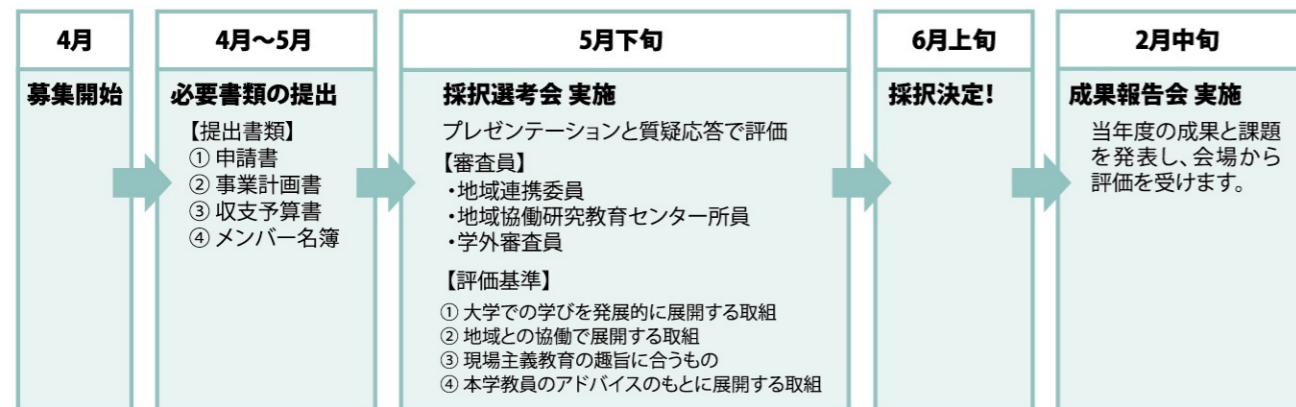 4月
募集開始
4月～5月
必要書類の提出
【提出書類】
① 申請書
② 事業計画書
③ 収支予算書
④ メンバー名簿
5月下旬
採択選考会 実施
プレゼンテーションと質疑応答で評価
【審査員】
・地域連携委員
・地域協働研究教育センター所員
・学外審査員
【評価基準】
① 大学での学びを発展的に展開する取組
② 地域との協働で展開する取組
③ 現場主義教育の趣旨に合うもの
④ 本学教員のアドバイスのもとに展開する取組
6月上旬
採択決定!
2月中旬
成果報告会 実施
当年度の成果と課題
を発表し、会場から
評価を受けます。